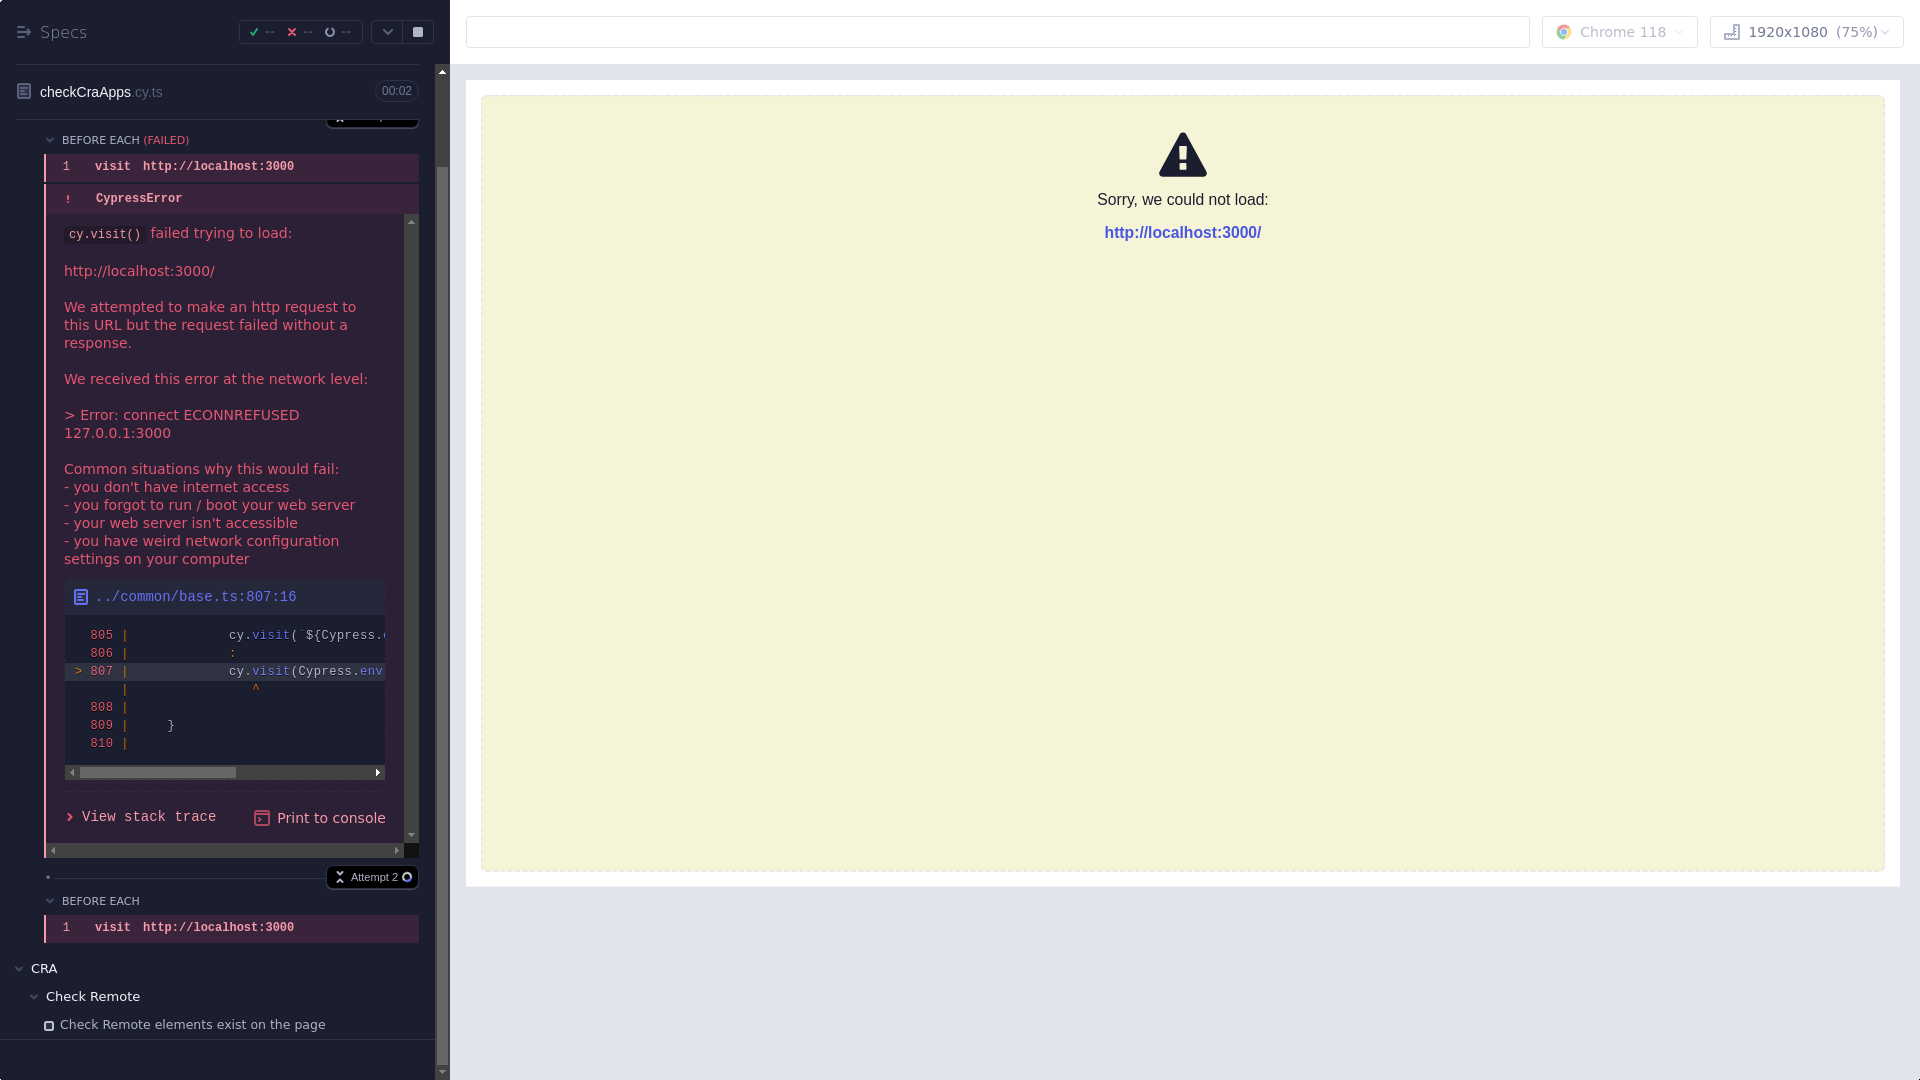 Specs
--
--
--
Chrome 118
1920x1080 (75%)
checkCraApps.cy.ts
00:02
BEFORE EACH (FAILED)
1 visit http://localhost:3000
! CypressError
cy.visit() failed trying to load:
http://localhost:3000/
We attempted to make an http request to
this URL but the request failed without a
response.
We received this error at the network level:
> Error: connect ECONNREFUSED
127.0.0.1:3000
Common situations why this would fail:
- you don't have internet access
- you forgot to run / boot your web server
- your web server isn't accessible
- you have weird network configuration
settings on your computer
../common/base.ts:807:16
805 | cy.visit(`${Cypress.
806 | :
> 807 | cy.visit(Cypress.env
| ^
808 |
809 | }
810 |
View stack trace
Print to console
Attempt 2
BEFORE EACH
1 visit http://localhost:3000
CRA
Check Remote
Check Remote elements exist on the page
Sorry, we could not load:
http://localhost:3000/